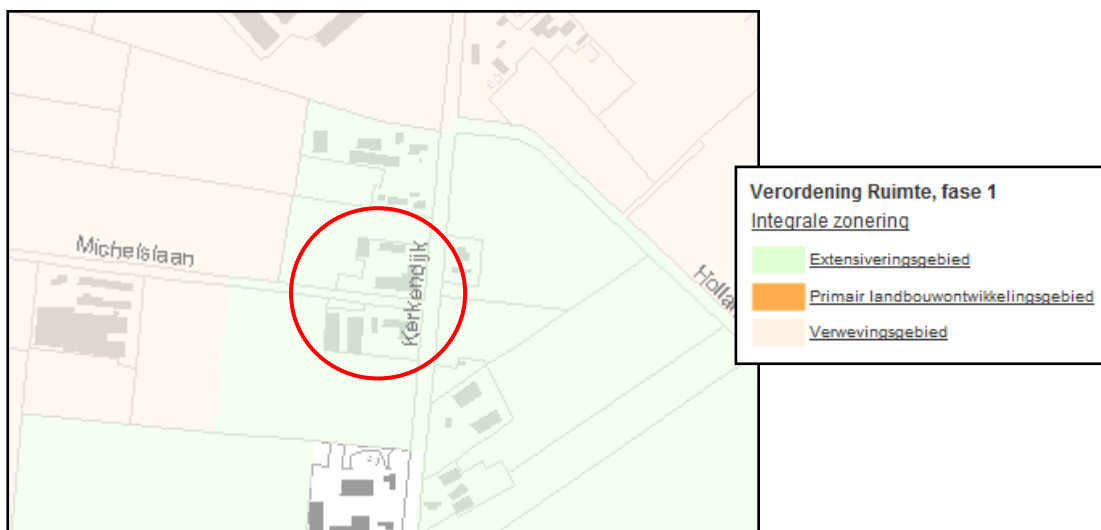 Michelslaan
Kerkendijk
Verordening Ruimte, fase 1
Integrale zonering
Extensiveringsgebied
Primair landbouwontwikkelingsgebied
Verwevingsgebied